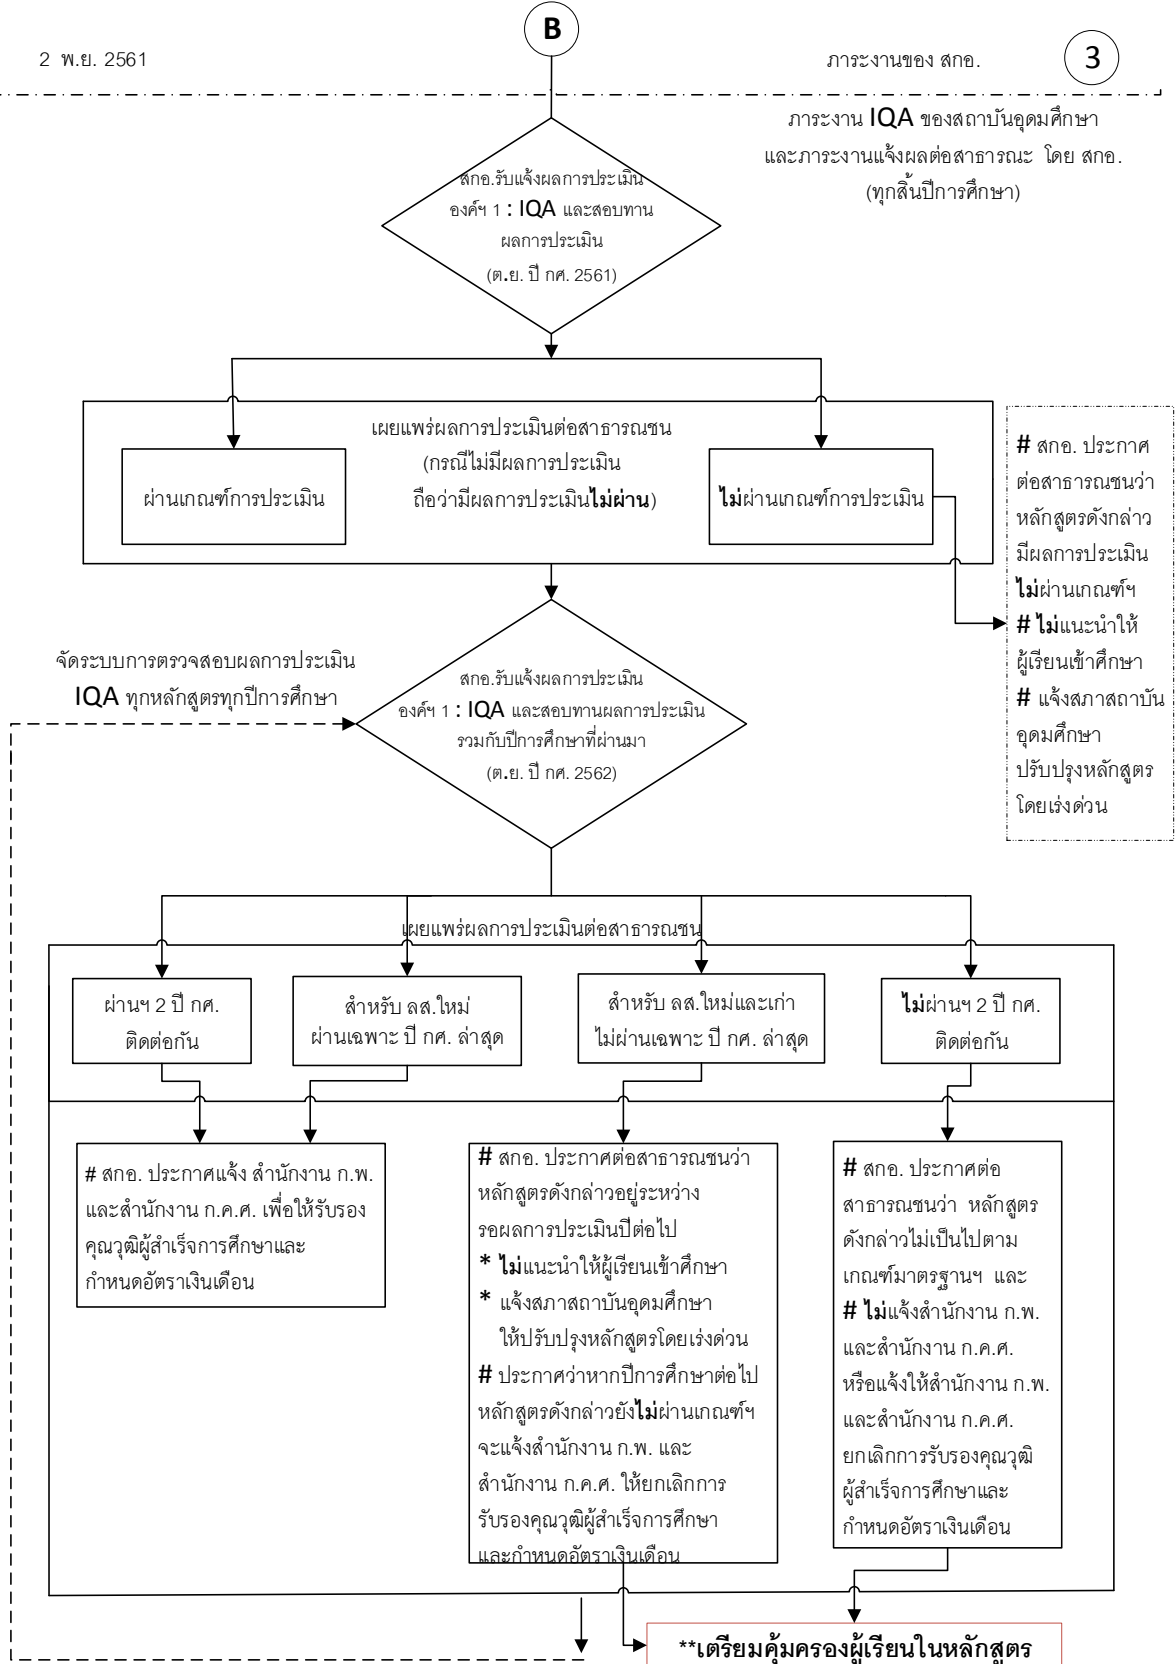 B
2 พ.ย. 2561
ภาระงานของ สกอ.
3
ภาระงาน IQA ของสถาบันอุดมศึกษา
และภาระงานแจ้งผลต่อสาธารณะ โดย สกอ.
(ทุกสิ้นปีการศึกษา)
สกอ.รับแจ้งผลการประเมิน
องค์ฯ 1 : IQA และสอบทาน
ผลการประเมิน
(ต.ย. ปี กศ. 2561)
เผยแพร่ผลการประเมินต่อสาธารณชน
(กรณีไม่มีผลการประเมิน
ถือว่ามีผลการประเมินไม่ผ่าน)
ผ่านเกณฑ์การประเมิน
ไม่ผ่านเกณฑ์การประเมิน
# สกอ. ประกาศ
ต่อสาธารณชนว่า
หลักสูตรดังกล่าว
มีผลการประเมิน
ไม่ผ่านเกณฑ์ฯ
# ไม่แนะนำให้
ผู้เรียนเข้าศึกษา
# แจ้งสภาสถาบัน
อุดมศึกษา
ปรับปรุงหลักสูตร
โดยเร่งด่วน
จัดระบบการตรวจสอบผลการประเมิน
IQA ทุกหลักสูตรทุกปีการศึกษา
สกอ.รับแจ้งผลการประเมิน
องค์ฯ 1 : IQA และสอบทานผลการประเมิน
รวมกับปีการศึกษาที่ผ่านมา
(ต.ย. ปี กศ. 2562)
เผยแพร่ผลการประเมินต่อสาธารณชน
ผ่านฯ 2 ปี กศ.
ติดต่อกัน
สำหรับ ลส.ใหม่
ผ่านเฉพาะ ปี กศ. ล่าสุด
สำหรับ ลส.ใหม่และเก่า
ไม่ผ่านเฉพาะ ปี กศ. ล่าสุด
ไม่ผ่านฯ 2 ปี กศ.
ติดต่อกัน
# สกอ. ประกาศแจ้ง สำนักงาน ก.พ.
และสำนักงาน ก.ค.ศ. เพื่อให้รับรอง
คุณวุฒิผู้สำเร็จการศึกษาและ
กำหนดอัตราเงินเดือน
# สกอ. ประกาศต่อสาธารณชนว่า
หลักสูตรดังกล่าวอยู่ระหว่าง
รอผลการประเมินปีต่อไป
* ไม่แนะนำให้ผู้เรียนเข้าศึกษา
* แจ้งสภาสถาบันอุดมศึกษา
ให้ปรับปรุงหลักสูตรโดยเร่งด่วน
# ประกาศว่าหากปีการศึกษาต่อไป
หลักสูตรดังกล่าวยังไม่ผ่านเกณฑ์ฯ
จะแจ้งสำนักงาน ก.พ. และ
สำนักงาน ก.ค.ศ. ให้ยกเลิกการ
รับรองคุณวุฒิผู้สำเร็จการศึกษา
และกำหนดอัตราเงินเดือน
# สกอ. ประกาศต่อ
สาธารณชนว่า หลักสูตร
ดังกล่าวไม่เป็นไปตาม
เกณฑ์มาตรฐานฯ และ
# ไม่แจ้งสำนักงาน ก.พ.
และสำนักงาน ก.ค.ศ.
หรือแจ้งให้สำนักงาน ก.พ.
และสำนักงาน ก.ค.ศ.
ยกเลิกการรับรองคุณวุฒิ
ผู้สำเร็จการศึกษาและ
กำหนดอัตราเงินเดือน
**เตรียมคุ้มครองผู้เรียนในหลักสูตร